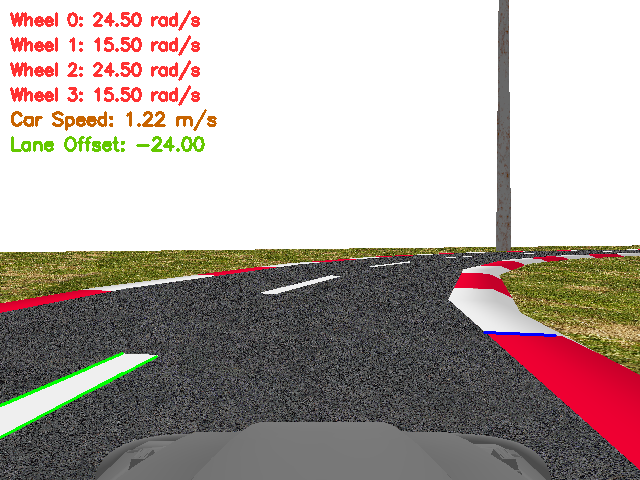 Wheel 0: 24.50 rad/s
Wheel 1: 15.50 rad/s
Wheel 2: 24.50 rad/s
Wheel 3: 15.50 rad/s
Car Speed: 1.22 m/s
Lane Offset: -24.00